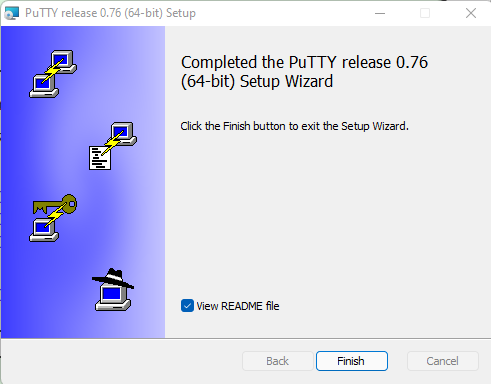 PuTTY release 0.76 (64-bit) Setup
Completed the PuTTY release 0.76
(64-bit) Setup Wizard
Click the Finish button to exit the Setup Wizard.
View README file
Back
Finish
Cancel